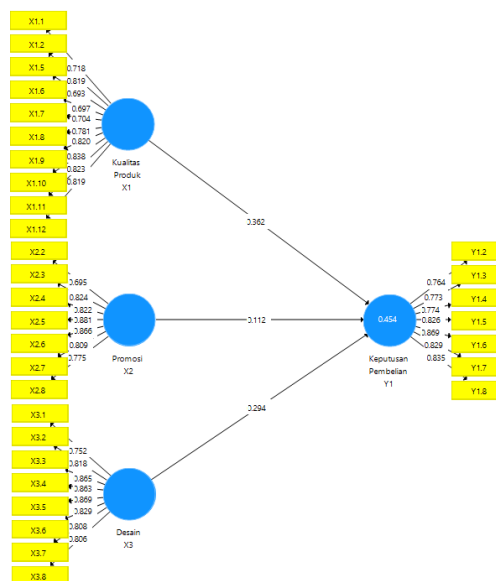 X1.1
X1.2
X1.5
X1.6
X1.7
X1.8
X1.9
X1.10
X1.11
X1.12
0.718
0.819
0.693
0.697
0.704
0.781
0.820
0.838
0.823
0.819
Kualitas
Produk
X1
0.362
X2.2
X2.3
X2.4
X2.5
X2.6
X2.7
X2.8
0.695
0.824
0.822
0.881
0.866
0.809
0.775
Promosi
X2
0.112
X3.1
X3.2
X3.3
X3.4
X3.5
X3.6
X3.7
X3.8
0.752
0.818
0.865
0.863
0.869
0.829
0.808
0.806
Desain
X3
0.294
0.454
Keputusan
Pembelian
Y1
0.764
0.773
0.774
0.826
0.869
0.829
0.835
Y1.2
Y1.3
Y1.4
Y1.5
Y1.6
Y1.7
Y1.8